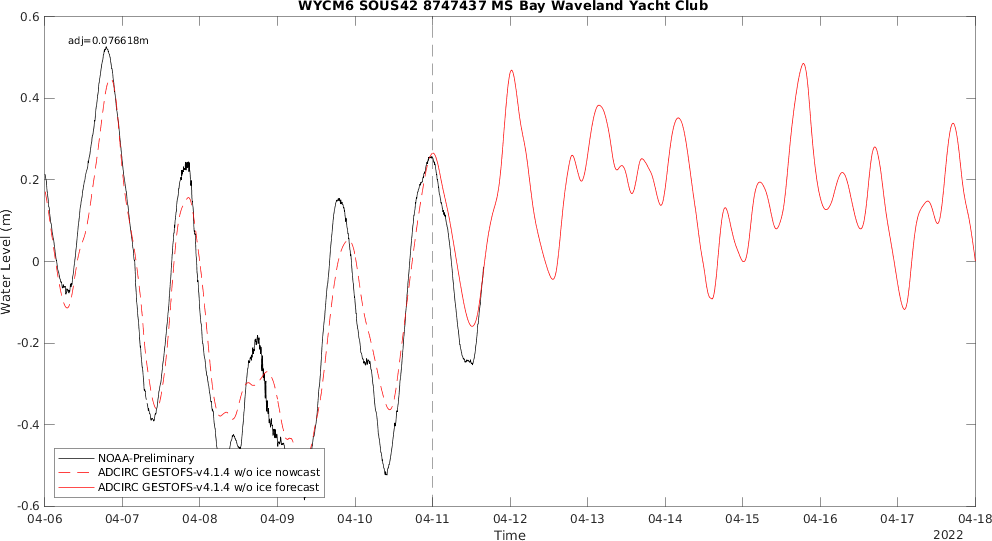 WYCM6 SOUS42 8747437 MS Bay Waveland Yacht Club
adj=0.076618m
0.6
0.4
0.2
0
-0.2
-0.4
-0.6
Water Level (m)
NOAA-Preliminary
ADCIRC GESTOFS-v4.1.4 w/o ice nowcast
ADCIRC GESTOFS-v4.1.4 w/o ice forecast
04-06 04-07 04-08 04-09 04-10 04-11 04-12 04-13 04-14 04-15 04-16 04-17 04-18
Time
2022